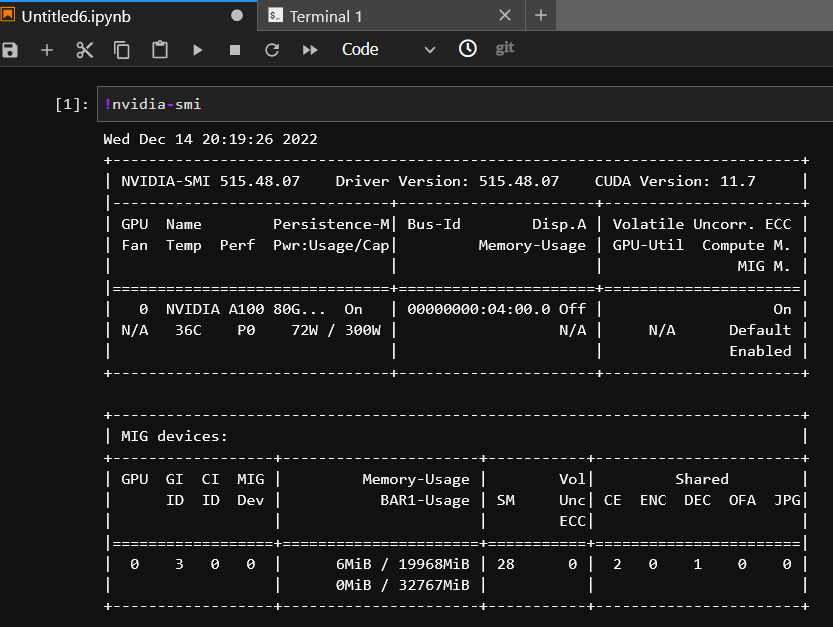 Untitled6.ipynb
Terminal 1
Code git
[1]: !nvidia-smi
Wed Dec 14 20:19:26 2022
+-----------------------------------------------------------------------------+
| NVIDIA-SMI 515.48.07    Driver Version: 515.48.07    CUDA Version: 11.7     |
|-------------------------------+----------------------+----------------------+
| GPU  Name        Persistence-M| Bus-Id        Disp.A | Volatile Uncorr. ECC |
| Fan  Temp  Perf  Pwr:Usage/Cap|         Memory-Usage | GPU-Util  Compute M. |
|                               |                      |               MIG M. |
|===============================+======================+======================|
|   0  NVIDIA A100 80G...  On   | 00000000:04:00.0 Off |                   On |
| N/A   36C    P0    72W / 300W |                  N/A |     N/A      Default |
|                               |                      |              Enabled |
+-------------------------------+----------------------+----------------------+
+-----------------------------------------------------------------------------+
| MIG devices:                                                                |
+------------------+----------------------+-----------+-----------------------+
| GPU  GI  CI  MIG |         Memory-Usage |        Vol|         Shared        |
|      ID  ID  Dev |           BAR1-Usage | SM     Unc| CE  ENC  DEC  OFA  JPG|
|                  |                      |        ECC|                       |
|==================+======================+===========+=======================|
|  0    3   0   0  |      6MiB / 19968MiB | 28      0 |  2   0    1    0    0 |
|                  |      0MiB / 32767MiB |           |                       |
+------------------+----------------------+-----------+-----------------------+